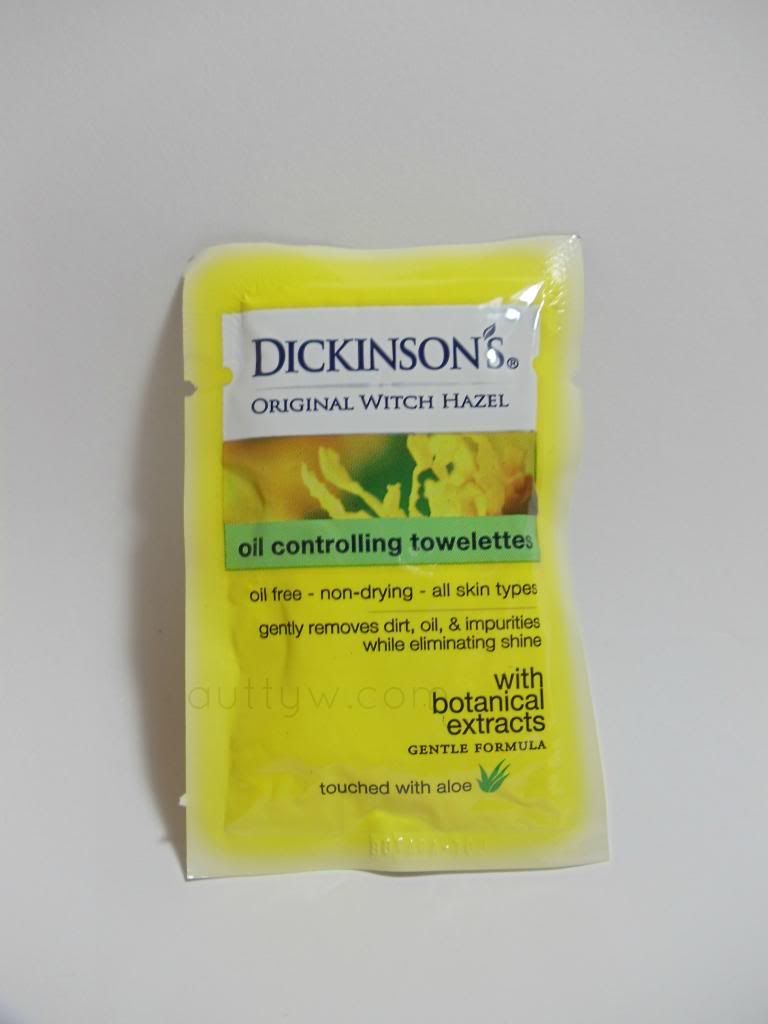 DICKINSON'S®
ORIGINAL WITCH HAZEL
oil controlling towelettes
oil free - non-drying - all skin types
gently removes dirt, oil, & impurities
while eliminating shine
auttyw.com
with
botanical
extracts
GENTLE FORMULA
touched with aloe